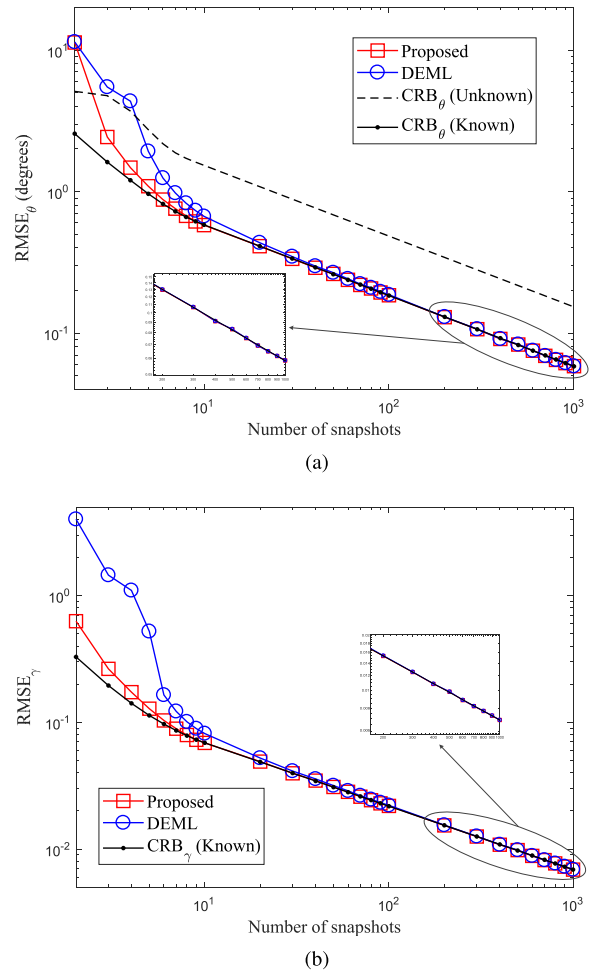 Proposed
DEML
CRB_θ (Unknown)
CRB_θ (Known)
RMSE_θ (degrees)
10^1
10^0
10^-1
10^1
10^2
10^3
Number of snapshots
(a)
Proposed
DEML
CRB_γ (Known)
RMSE_γ
10^0
10^-1
10^-2
10^1
10^2
10^3
Number of snapshots
(b)